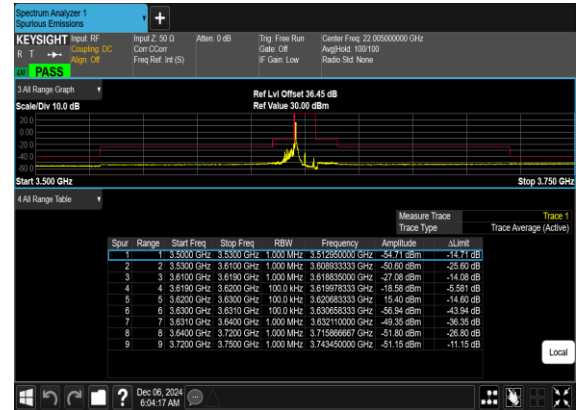 Spectrum Analyzer 1
Spurious Emissions
+
KEYSIGHT Input: RF Input Z: 50 Ω Atten: 0 dB Trig: Free Run Center Freq: 22.005000000 GHz
R T Coupling: DC Corr CCorr Gate: Off Avg|Hold: 100/100
Align: Off Freq Ref: Int (S) IF Gain: Low Radio Std: None
PASS
3 All Range Graph
Ref Lvl Offset 36.45 dB
Scale/Div 10.0 dB Ref Value 30.00 dBm
20.0
0.00
-20.0
-40.0
-60.0
Start 3.500 GHz Stop 3.750 GHz
4 All Range Table
Measure Trace Trace 1
Trace Type Trace Average (Active)
Spur Range Start Freq Stop Freq RBW Frequency Amplitude ΔLimit
1 1 3.5000 GHz 3.5300 GHz 1.000 MHz 3.512950000 GHz -54.71 dBm -14.71 dB
2 2 3.5300 GHz 3.6100 GHz 1.000 MHz 3.608933333 GHz -50.60 dBm -25.60 dB
3 3 3.6100 GHz 3.6190 GHz 1.000 MHz 3.618835000 GHz -27.08 dBm -14.08 dB
4 4 3.6190 GHz 3.6200 GHz 100.0 kHz 3.619978333 GHz -18.58 dBm -5.581 dB
5 5 3.6200 GHz 3.6300 GHz 100.0 kHz 3.620683333 GHz 15.40 dBm -14.60 dB
6 6 3.6300 GHz 3.6310 GHz 100.0 kHz 3.630658333 GHz -56.94 dBm -43.94 dB
7 7 3.6310 GHz 3.6400 GHz 1.000 MHz 3.632110000 GHz -49.35 dBm -36.35 dB
8 8 3.6400 GHz 3.7200 GHz 1.000 MHz 3.715866667 GHz -51.80 dBm -26.80 dB
9 9 3.7200 GHz 3.7500 GHz 1.000 MHz 3.743450000 GHz -51.15 dBm -11.15 dB
Local
? Dec 06, 2024
6:04:17 AM